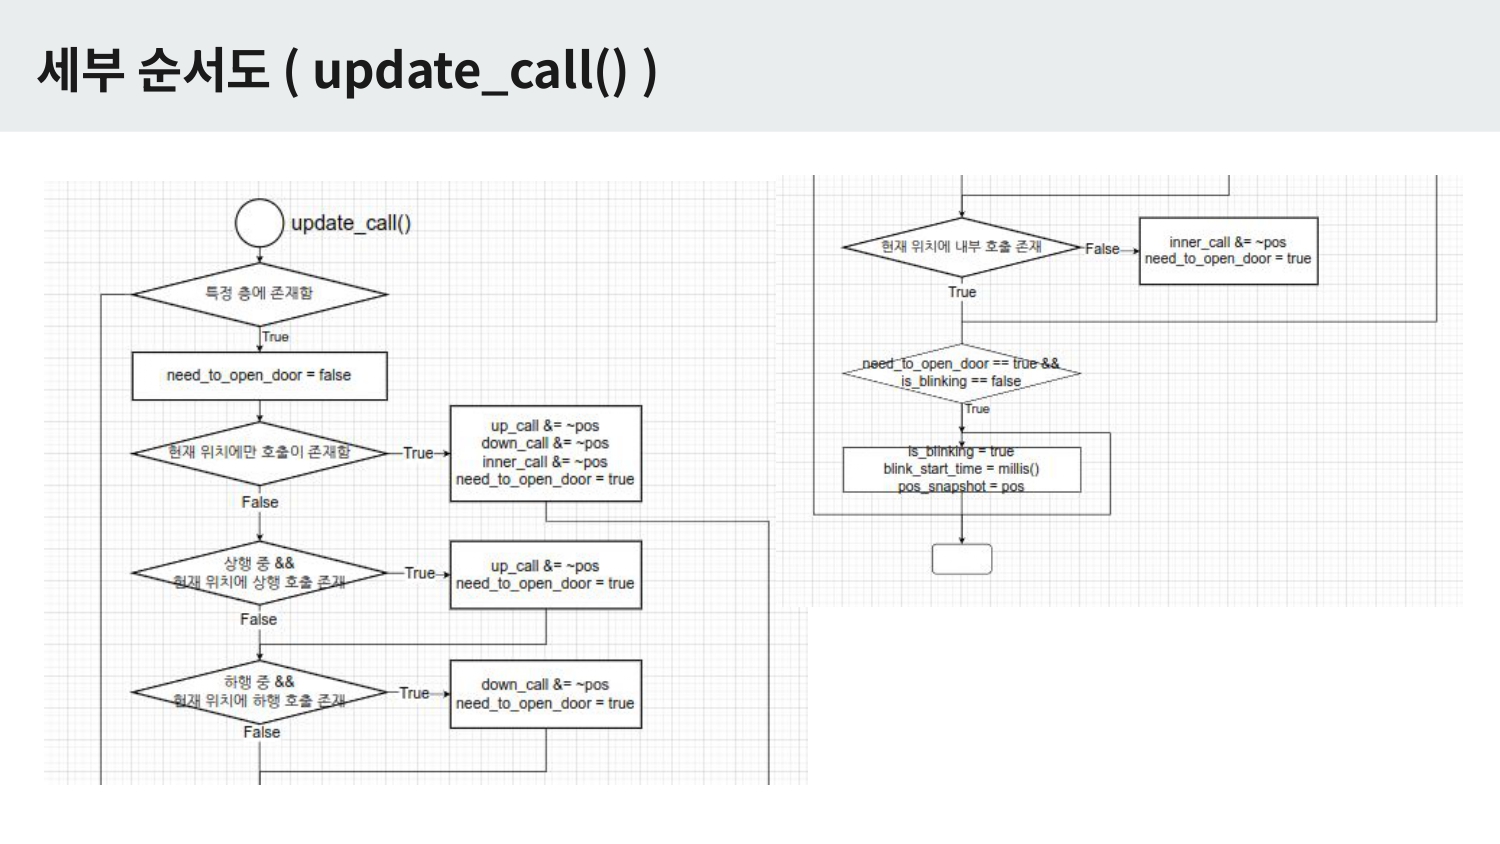 세부 순서도 ( update_call() )
update_call()
특정 층에 존재함
True
need_to_open_door = false
현재 위치에만 호출이 존재함
True
up_call &= ~pos
down_call &= ~pos
inner_call &= ~pos
need_to_open_door = true
False
상행 중 &&
현재 위치에 상행 호출 존재
True
up_call &= ~pos
need_to_open_door = true
False
하행 중 &&
현재 위치에 하행 호출 존재
True
down_call &= ~pos
need_to_open_door = true
False
현재 위치에 내부 호출 존재
False
inner_call &= ~pos
need_to_open_door = true
True
need_to_open_door == true &&
is_blinking == false
True
is_blinking = true
blink_start_time = millis()
pos_snapshot = pos